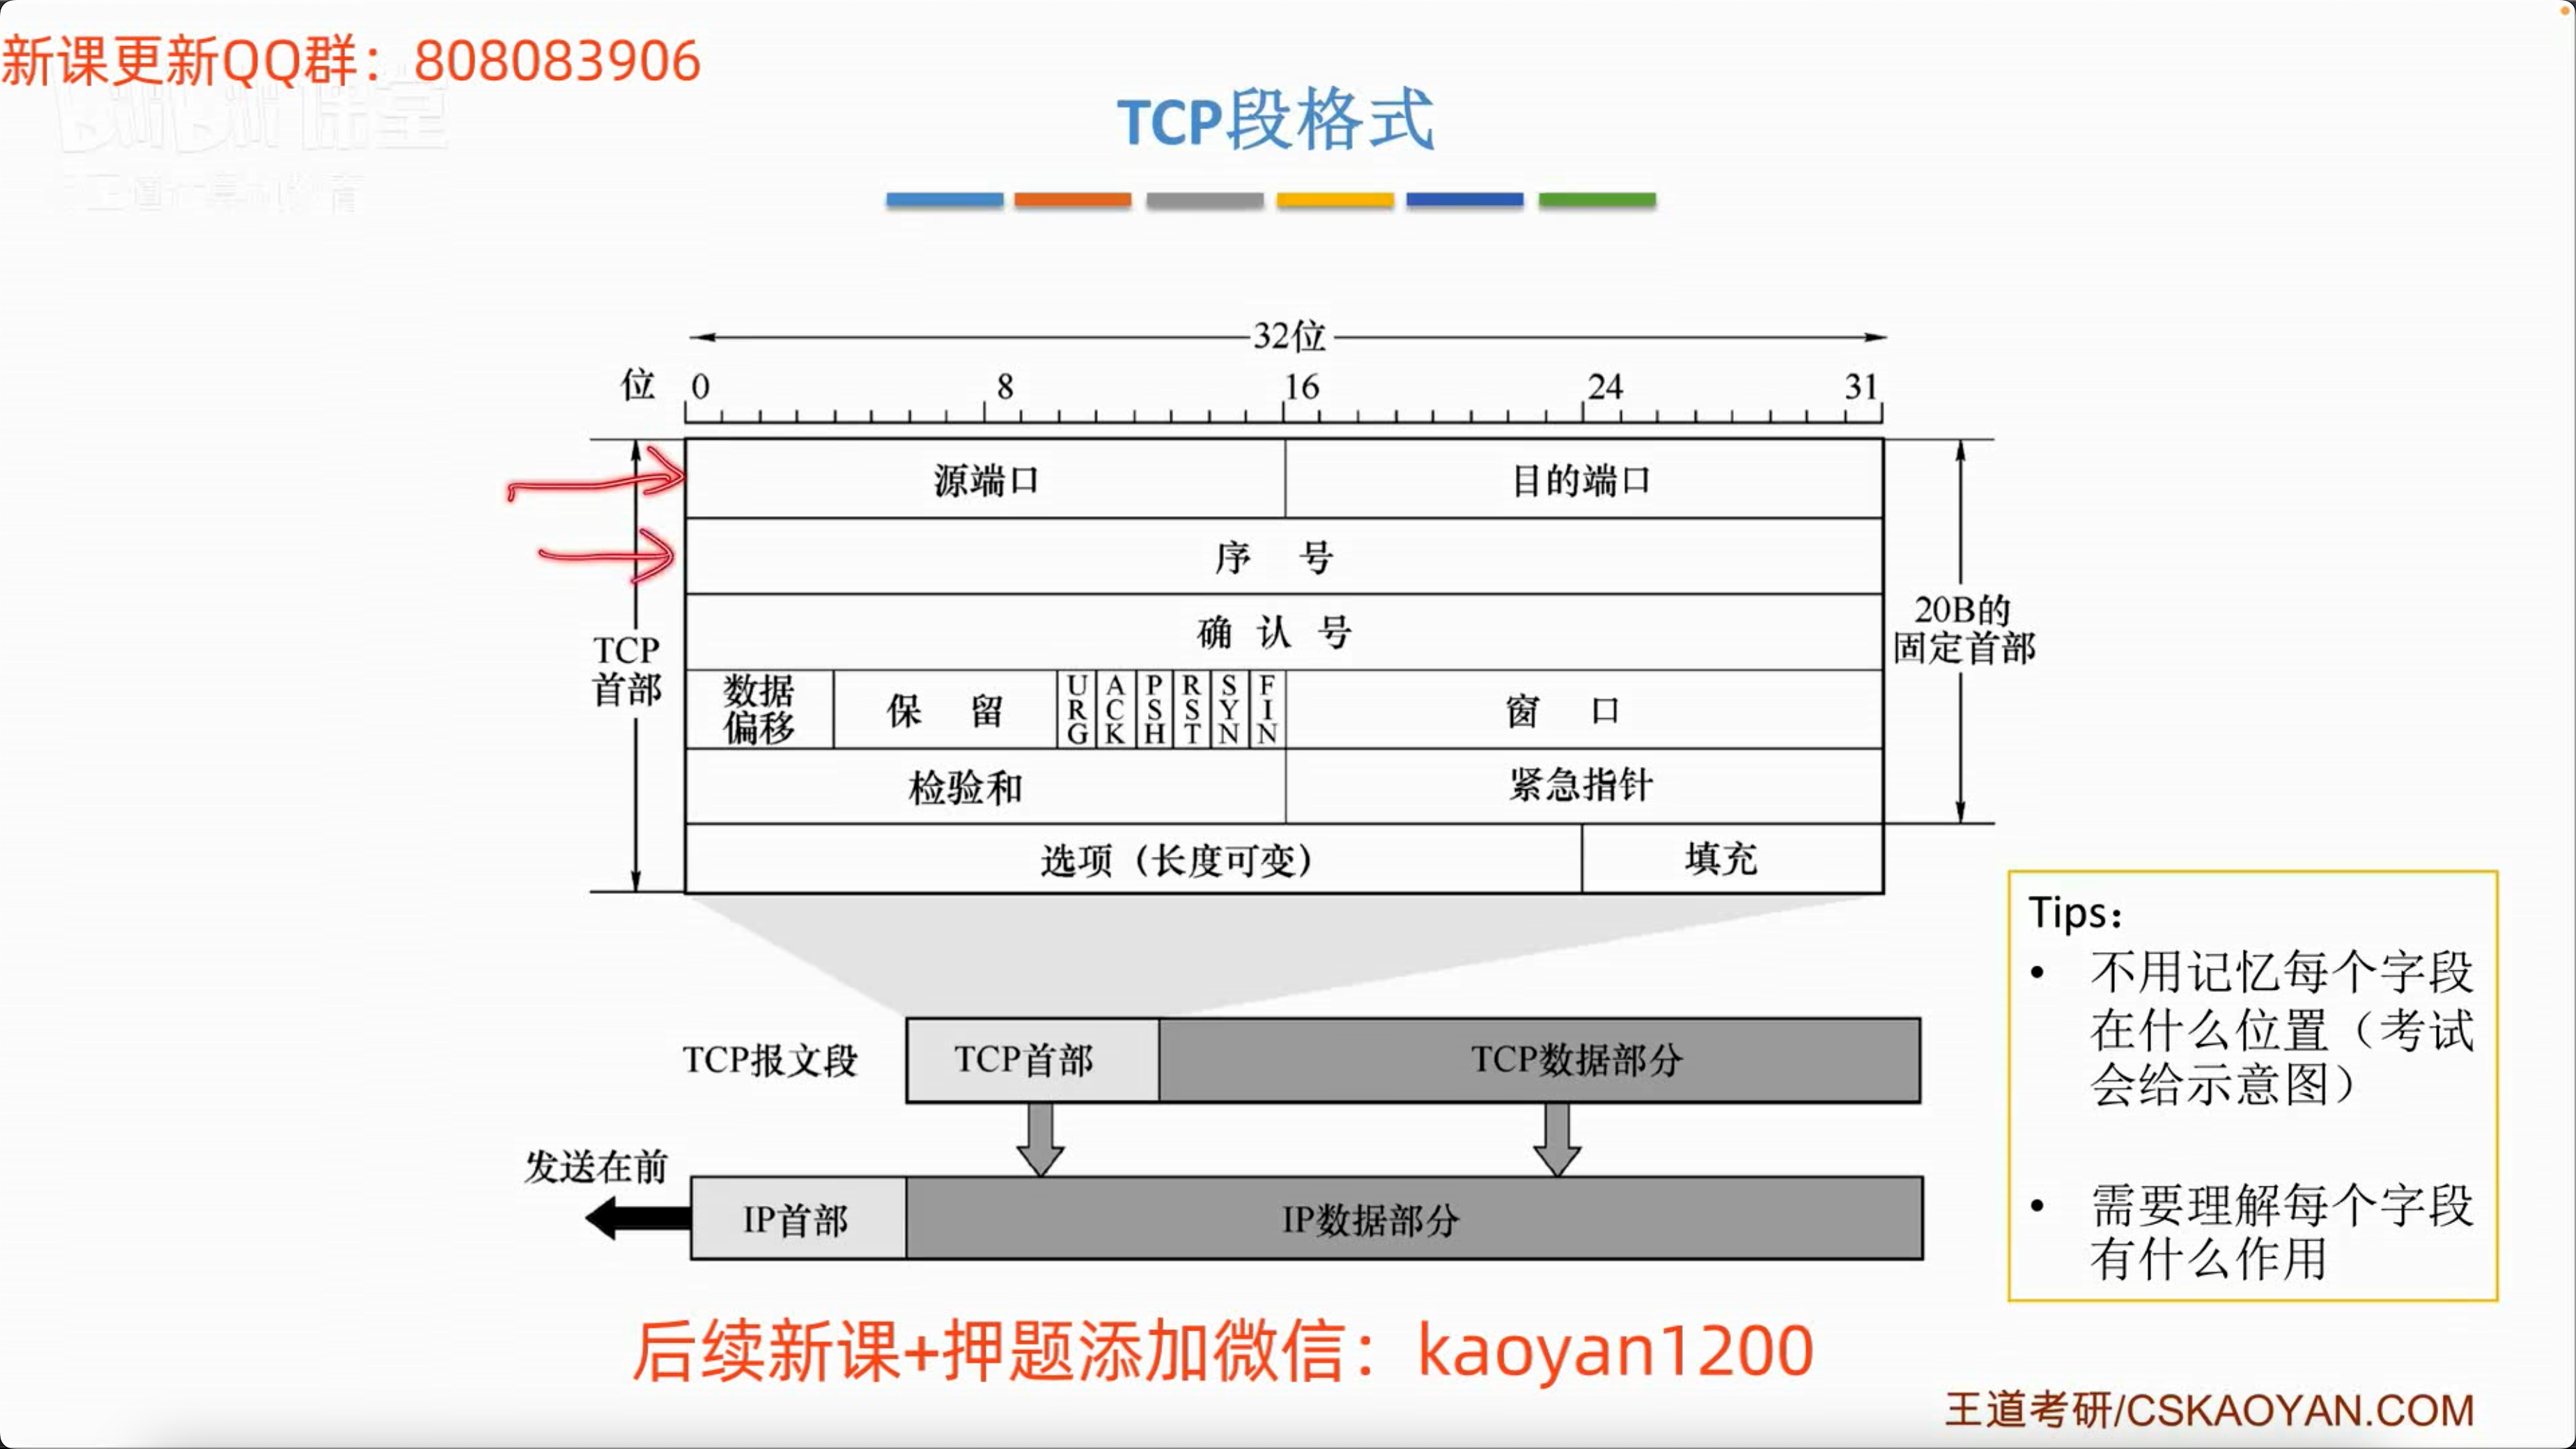 新课更新QQ群：808083906
TCP段格式
32位
位 0 8 16 24 31
源端口 目的端口
序 号
确 认 号
TCP
首部
20B的
固定首部
数据
偏移
保 留
URG ACK PSH RST SYN FIN
窗 口
检验和 紧急指针
选项（长度可变） 填充
Tips：
• 不用记忆每个字段
在什么位置（考试
会给示意图）
• 需要理解每个字段
有什么作用
TCP报文段 TCP首部 TCP数据部分
发送在前
IP首部 IP数据部分
后续新课+押题添加微信：kaoyan1200
王道考研/CSKAOYAN.COM